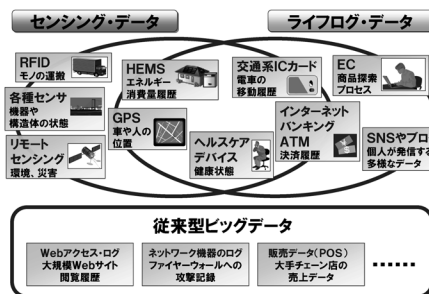 センシング・データ
ライフログ・データ
RFID
モノの運搬
HEMS
エネルギー
消費量履歴
交通系ICカード
電車の
移動履歴
EC
商品探索
プロセス
各種センサ
機器や
構造体の状態
GPS
車や人の
位置
インターネット
バンキング
ATM
決済履歴
リモート
センシング
環境、災害
ヘルスケア
デバイス
健康状態
SNSやブロ
個人が発信する
多様なデータ
従来型ビッグデータ
Webアクセス・ログ
大規模Webサイト
閲覧履歴
ネットワーク機器のログ
ファイヤーウォールへの
攻撃記録
販売データ(POS)
大手チェーン店の
売上データ
……